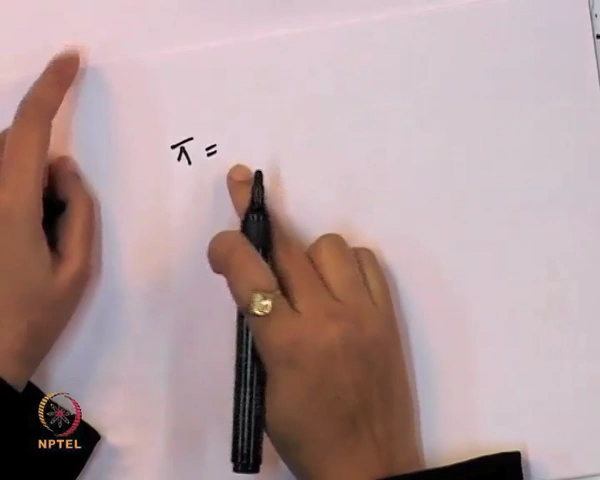 λ̅ =
NPTEL